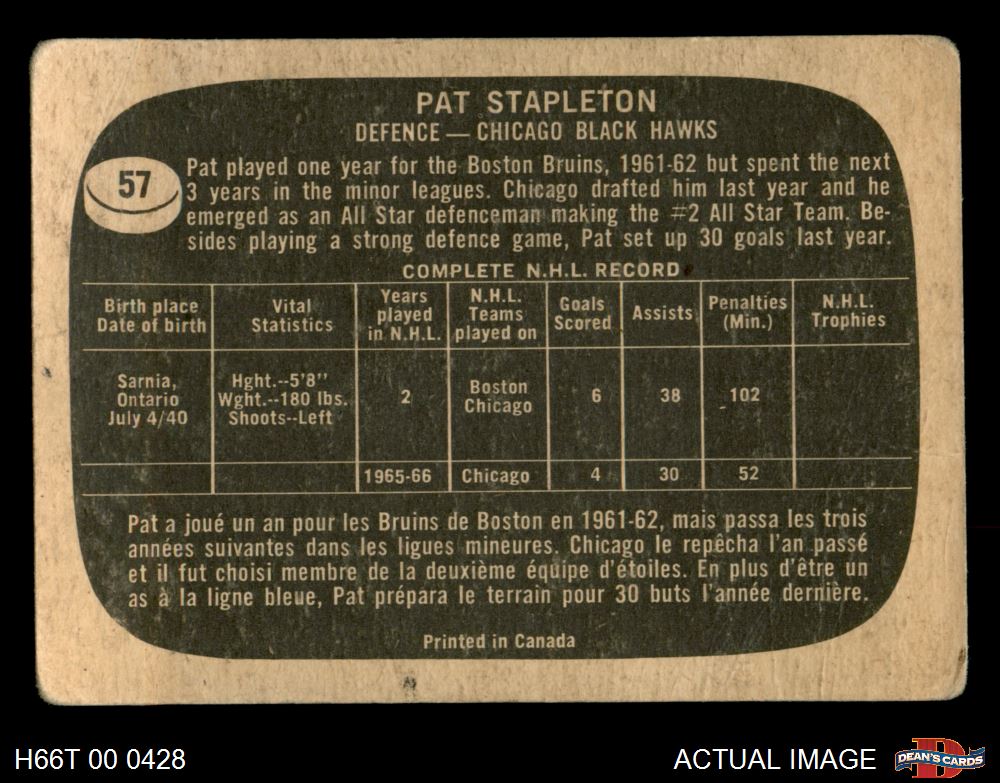 PAT STAPLETON
DEFENCE — CHICAGO BLACK HAWKS
57
Pat played one year for the Boston Bruins, 1961-62 but spent the next
3 years in the minor leagues. Chicago drafted him last year and he
emerged as an All Star defenceman making the #2 All Star Team. Be-
sides playing a strong defence game, Pat set up 30 goals last year.
COMPLETE N.H.L. RECORD
Birth place Date of birth | Vital Statistics | Years played in N.H.L. | N.H.L. Teams played on | Goals Scored | Assists | Penalties (Min.) | N.H.L. Trophies
Sarnia, Ontario July 4/40 | Hght.--5'8" Wght.--180 lbs. Shoots--Left | 2 | Boston Chicago | 6 | 38 | 102
1965-66 | Chicago | 4 | 30 | 52
Pat a joué un an pour les Bruins de Boston en 1961-62, mais passa les trois
années suivantes dans les ligues mineures. Chicago le repêcha l'an passé
et il fut choisi membre de la deuxième équipe d'étoiles. En plus d'être un
as à la ligne bleue, Pat prépara le terrain pour 30 buts l'année dernière.
Printed in Canada
H66T 00 0428
ACTUAL IMAGE
D
DEAN'S CARDS